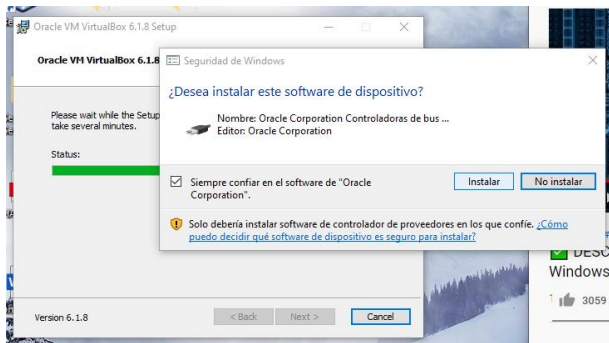 Oracle VM VirtualBox 6.1.8 Setup
Oracle VM VirtualBox 6.1.8
Please wait while the Setup
take several minutes.
Status:
Version 6.1.8
< Back
Next >
Cancel
Seguridad de Windows
¿Desea instalar este software de dispositivo?
Nombre: Oracle Corporation Controladoras de bus ...
Editor: Oracle Corporation
Siempre confiar en el software de "Oracle
Corporation".
Instalar
No instalar
Solo debería instalar software de controlador de proveedores en los que confíe. ¿Cómo
puedo decidir qué software de dispositivo es seguro para instalar?
DESC
Windows
3059